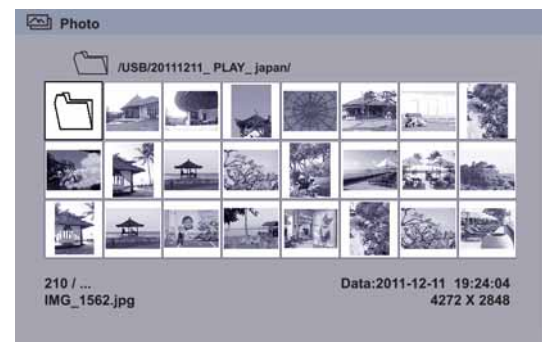 Photo
/USB/20111211_ PLAY_ japan/
210 / ...
Data:2011-12-11 19:24:04
IMG_1562.jpg
4272 X 2848